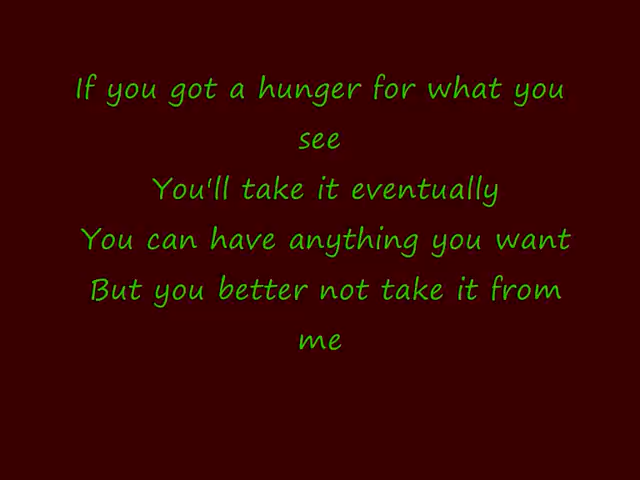 If you got a hunger for what you
see
You'll take it eventually
You can have anything you want
But you better not take it from
me